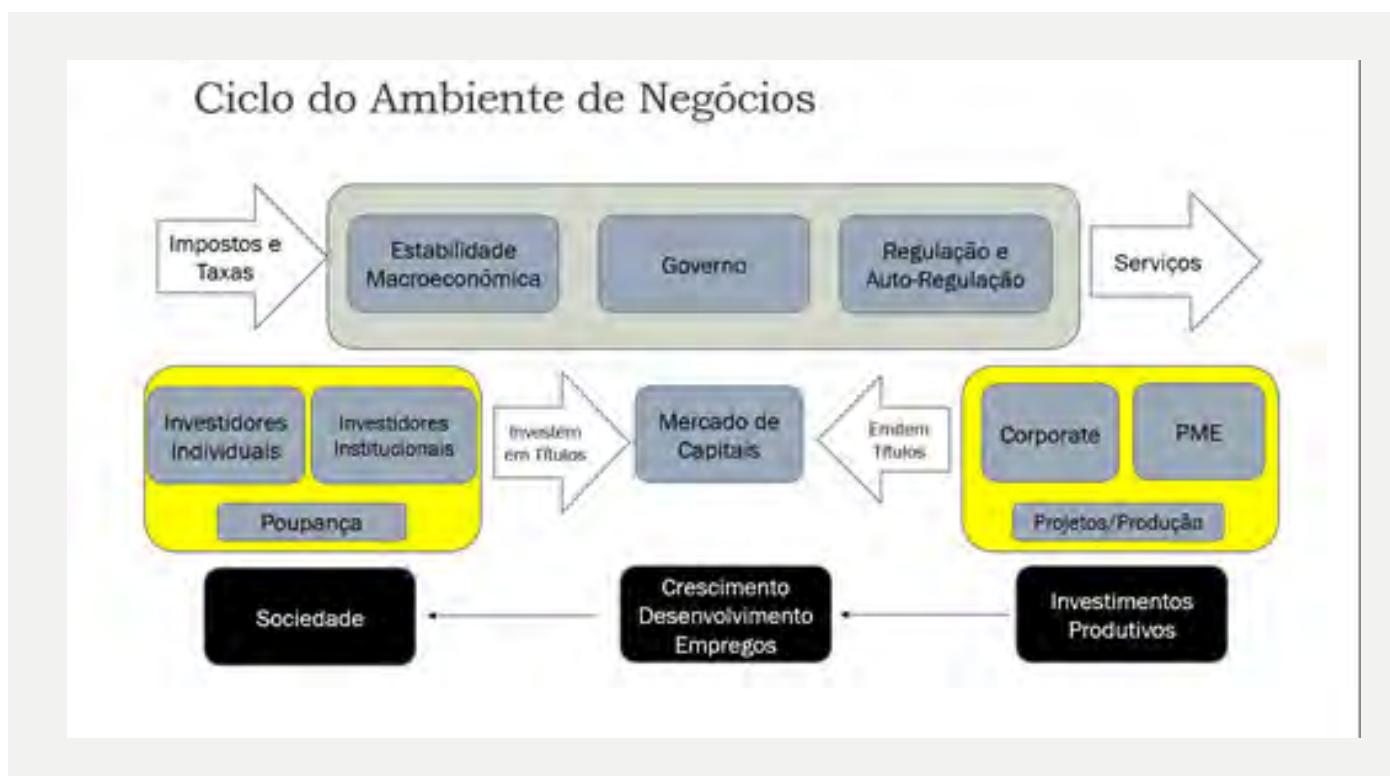 Ciclo do Ambiente de Negócios
Impostos e
Taxas
Estabilidade
Macroeconômica
Governo
Regulação e
Auto-Regulação
Serviços
Investidores
Individuais
Investidores
Institucionais
Poupança
Investem
em Títulos
Mercado de
Capitais
Emitem
Títulos
Corporate
PME
Projetos/Produção
Sociedade
Crescimento
Desenvolvimento
Empregos
Investimentos
Produtivos